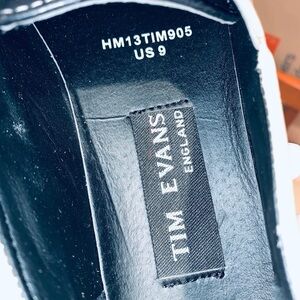 HM13TIM905
US 9
TIM EVANS
ENGLAND